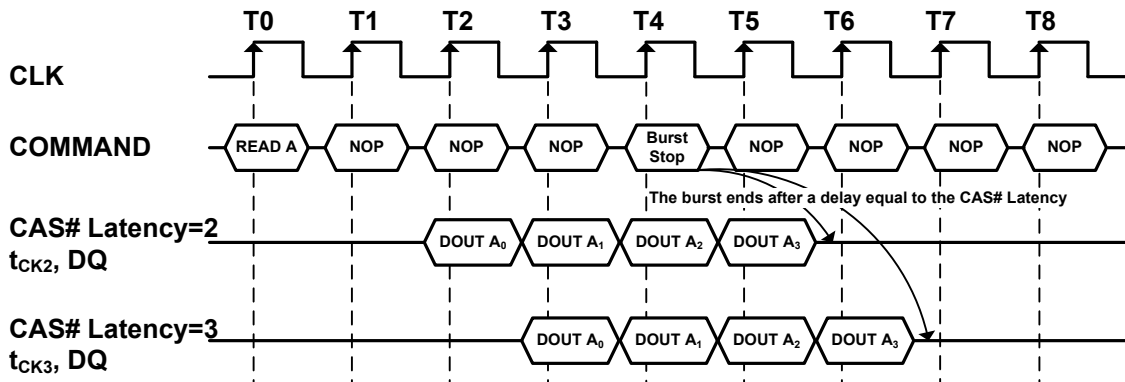 T0 T1 T2 T3 T4 T5 T6 T7 T8
CLK
COMMAND READ A NOP NOP NOP Burst Stop NOP NOP NOP NOP
The burst ends after a delay equal to the CAS# Latency
CAS# Latency=2
tCK2, DQ
DOUT A0 DOUT A1 DOUT A2 DOUT A3
CAS# Latency=3
tCK3, DQ
DOUT A0 DOUT A1 DOUT A2 DOUT A3